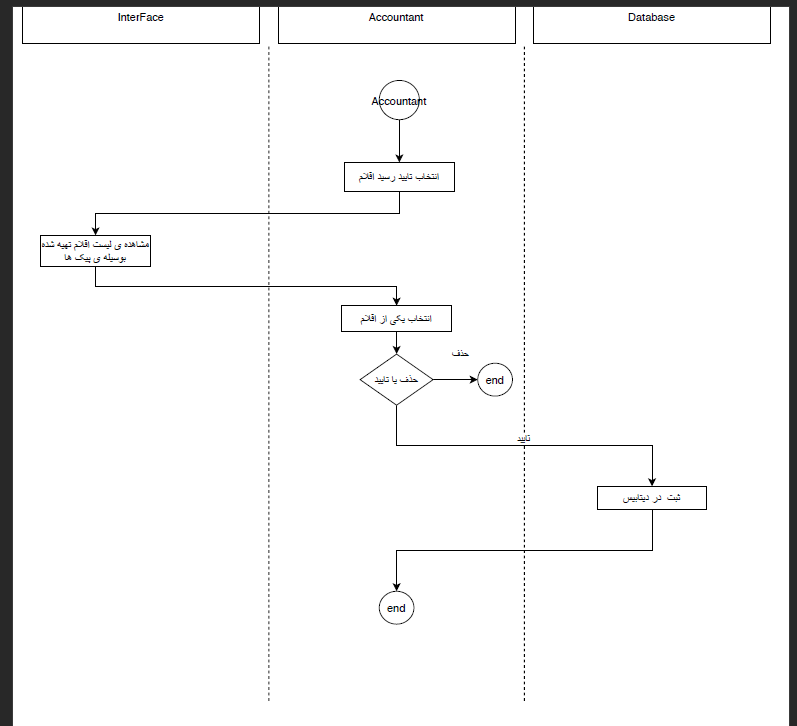 InterFace
Accountant
Database
Accountant
انتخاب تایید رسید اقلام
مشاهده ی لیست اقلام تهیه شده
بوسیله ی پیک ها
انتخاب یکی از اقلام
حذف
حذف یا تایید
end
تایید
ثبت در دیتابیس
end